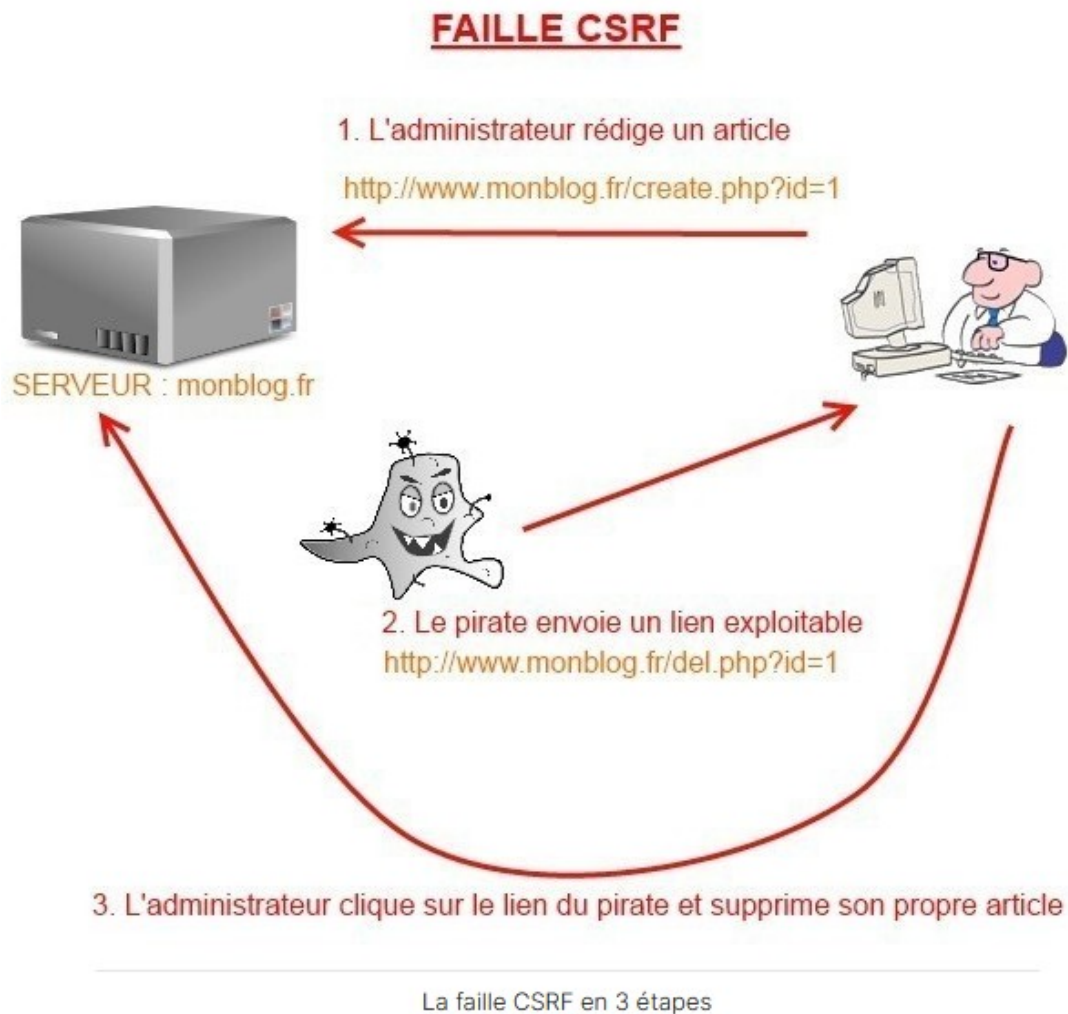 FAILLE CSRF
1. L'administrateur rédige un article
http://www.monblog.fr/create.php?id=1
SERVEUR : monblog.fr
2. Le pirate envoie un lien exploitable
http://www.monblog.fr/del.php?id=1
3. L'administrateur clique sur le lien du pirate et supprime son propre article
La faille CSRF en 3 étapes